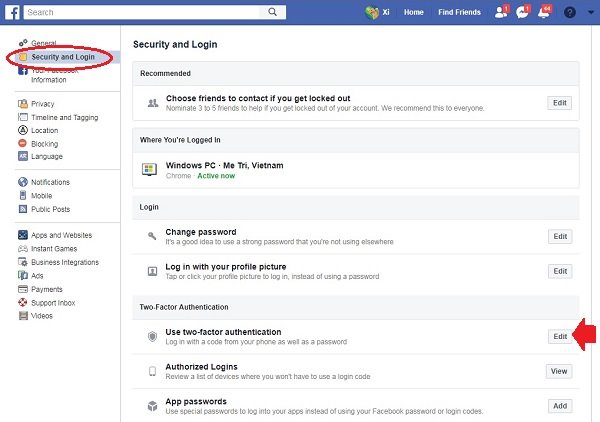 f
Search
Xi
Home
Find Friends
1
1
44
?
General
Security and Login
Your Facebook
Information
Privacy
Timeline and Tagging
Location
Blocking
Language
Notifications
Mobile
Public Posts
Apps and Websites
Instant Games
Business Integrations
Ads
Payments
Support Inbox
Videos
Security and Login
Recommended
Choose friends to contact if you get locked out
Nominate 3 to 5 friends to help if you get locked out of your account. We recommend this to everyone.
Edit
Where You're Logged In
Windows PC · Me Tri, Vietnam
Chrome · Active now
Login
Change password
It's a good idea to use a strong password that you're not using elsewhere
Edit
Log in with your profile picture
Tap or click your profile picture to log in, instead of using a password
Edit
Two-Factor Authentication
Use two-factor authentication
Log in with a code from your phone as well as a password
Edit
Authorized Logins
Review a list of devices where you won't have to use a login code
View
App passwords
Use special passwords to log into your apps instead of using your Facebook password or login codes.
Add